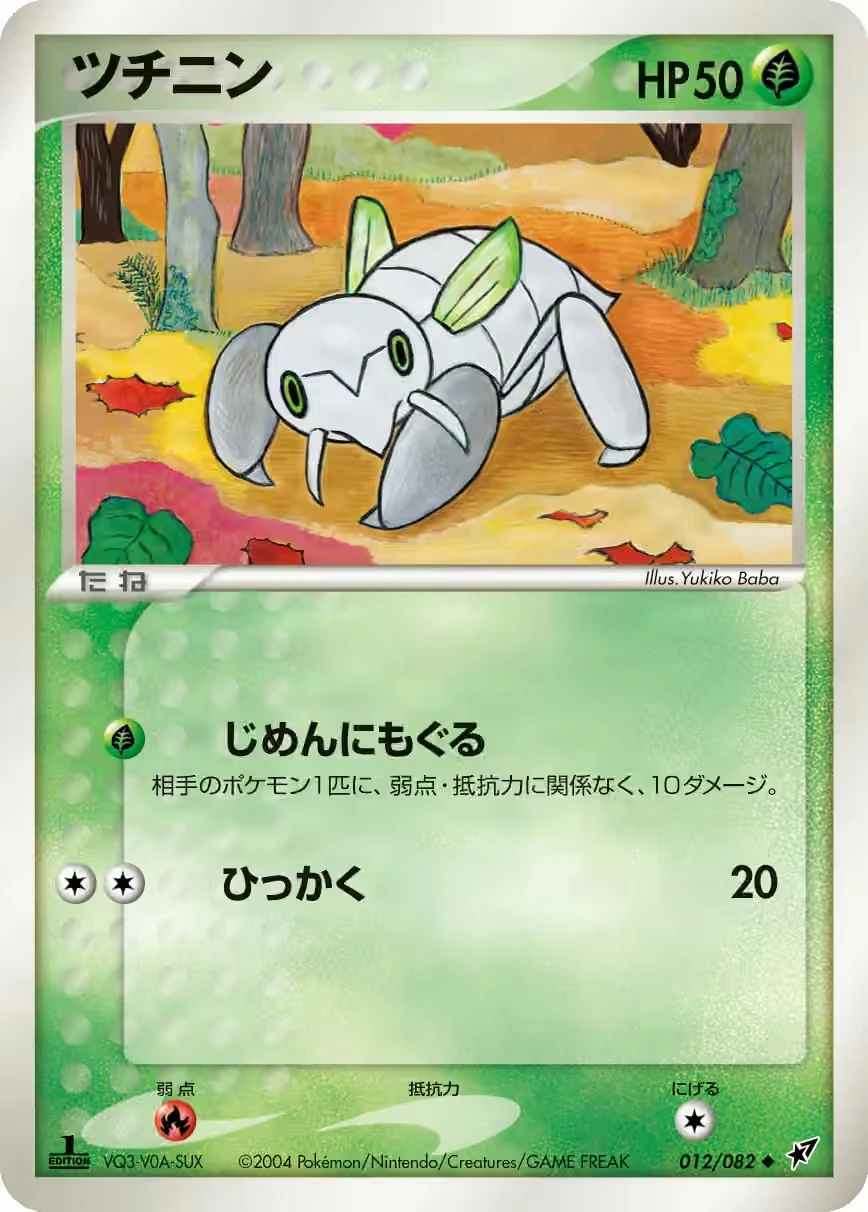 ツチニン HP50
たね
Illus.Yukiko Baba
じめんにもぐる
相手のポケモン1匹に、弱点・抵抗力に関係なく、10ダメージ。
ひっかく 20
弱点 抵抗力 にげる
1 EDITION VQ3-V0A-SUX ©2004 Pokémon/Nintendo/Creatures/GAME FREAK 012/082